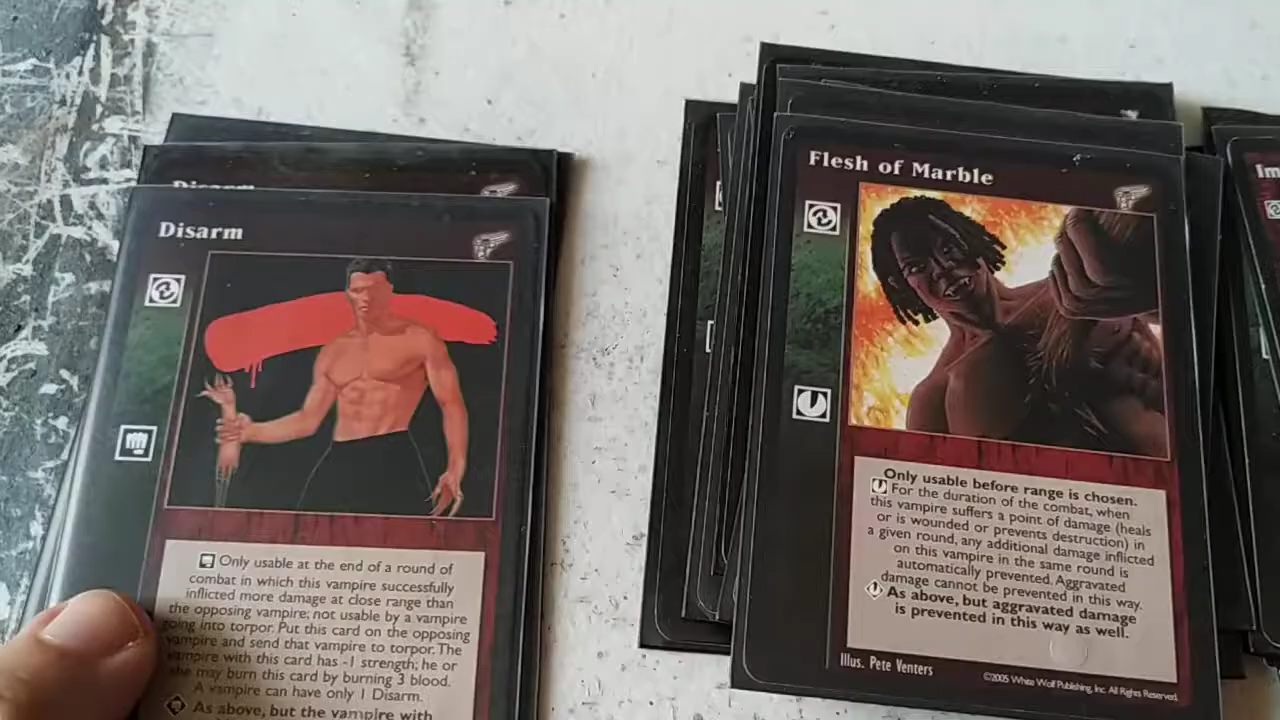 Disarm
Disarm
Only usable at the end of a round of
combat in which this vampire successfully
inflicted more damage at close range than
the opposing vampire; not usable by a vampire
going into torpor. Put this card on the opposing
vampire and send that vampire to torpor. The
vampire with this card has -1 strength; he or
she may burn this card by burning 3 blood.
A vampire can have only 1 Disarm.
As above, but the vampire with
Flesh of Marble
Only usable before range is chosen.
For the duration of the combat, when
this vampire suffers a point of damage (heals
or is wounded or prevents destruction) in
a given round, any additional damage inflicted
on this vampire in the same round is
automatically prevented. Aggravated
damage cannot be prevented in this way.
As above, but aggravated damage
is prevented in this way as well.
Illus. Pete Venters
©2005 White Wolf Publishing, Inc. All Rights Reserved.
Im